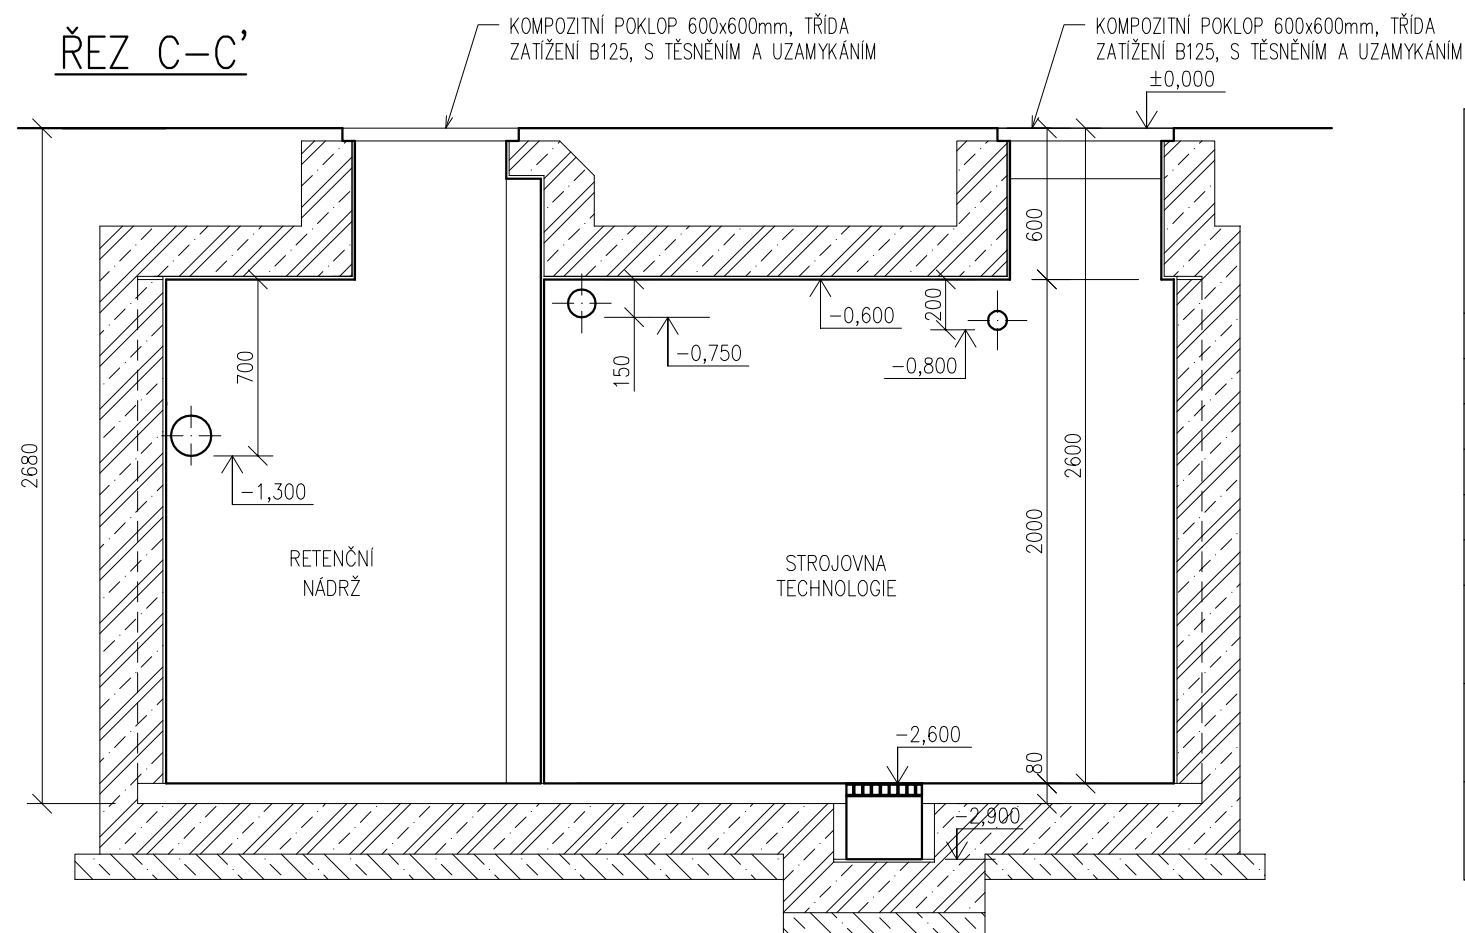 ŘEZ C-C'
KOMPOZITNÍ POKLOP 600x600mm, TŘÍDA
ZATÍŽENÍ B125, S TĚSNĚNÍM A UZAMYKÁNÍM
KOMPOZITNÍ POKLOP 600x600mm, TŘÍDA
ZATÍŽENÍ B125, S TĚSNĚNÍM A UZAMYKÁNÍM
±0,000
600
200
-0,600
-0,750
-0,800
150
700
2680
2600
-1,300
2000
RETENČNÍ
NÁDRŽ
STROJOVNA
TECHNOLOGIE
-2,600
80
-2,900